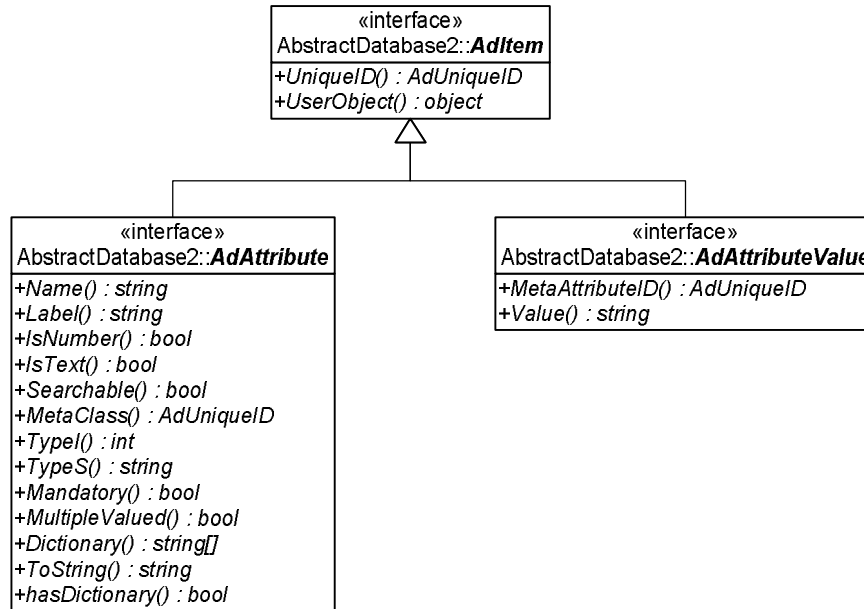 «interface»
AbstractDatabase2::AdItem
+UniqueID() : AdUniqueID
+UserObject() : object
«interface»
AbstractDatabase2::AdAttribute
+Name() : string
+Label() : string
+IsNumber() : bool
+IsText() : bool
+Searchable() : bool
+MetaClass() : AdUniqueID
+TypeI() : int
+TypeS() : string
+Mandatory() : bool
+MultipleValued() : bool
+Dictionary() : string[]
+ToString() : string
+hasDictionary() : bool
«interface»
AbstractDatabase2::AdAttributeValue
+MetaAttributeID() : AdUniqueID
+Value() : string